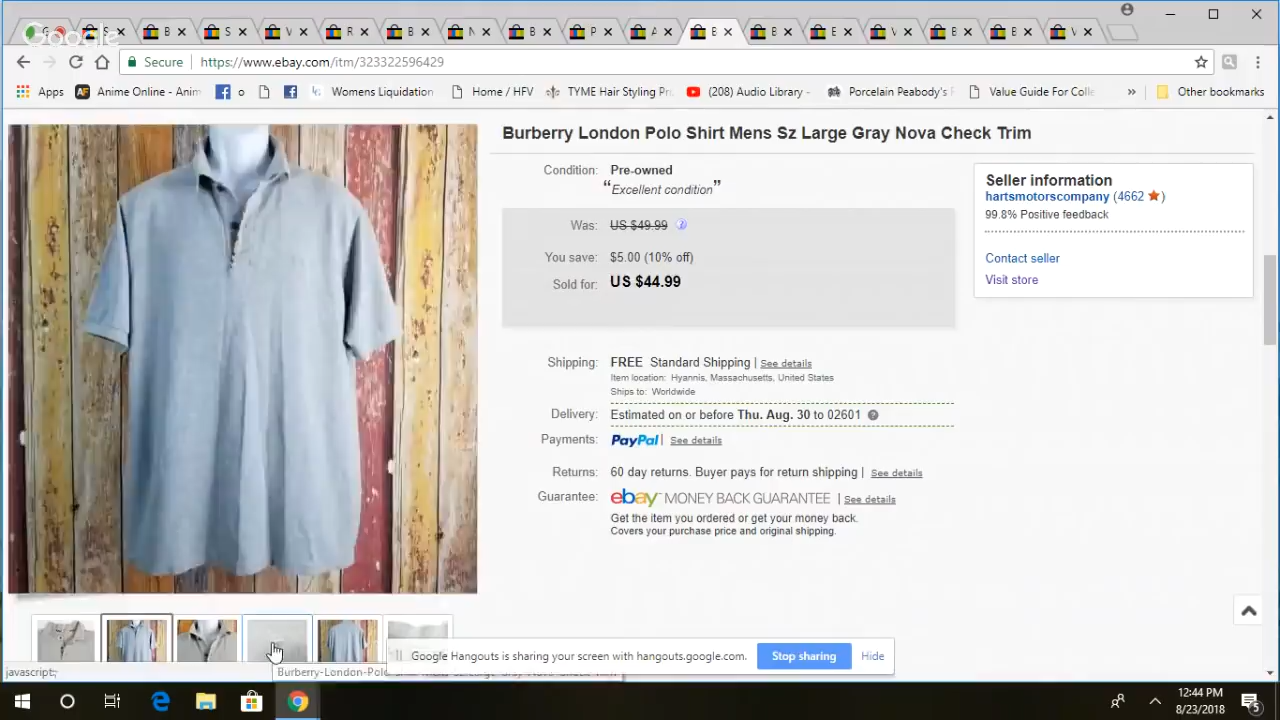 Google
S
B
S
V
R
B
N
B
P
A
E
E
E
V
B
B
V
Secure https://www.ebay.com/itm/323322596429
Apps Anime Online - Anim o Womens Liquidation Home / HFV TYME Hair Styling Pr (208) Audio Library - Porcelain Peabody's Value Guide For Colle » Other bookmarks
Burberry London Polo Shirt Mens Sz Large Gray Nova Check Trim
Condition: Pre-owned
“Excellent condition”
Was: US $49.99
You save: $5.00 (10% off)
Sold for: US $44.99
Seller information
hartsmotorscompany (4662 )
99.8% Positive feedback
Contact seller
Visit store
Shipping: FREE Standard Shipping | See details
Item location: Hyannis, Massachusetts, United States
Ships to: Worldwide
Delivery: Estimated on or before Thu. Aug. 30 to 02601
Payments: PayPal | See details
Returns: 60 day returns. Buyer pays for return shipping | See details
Guarantee: ebay MONEY BACK GUARANTEE | See details
Get the item you ordered or get your money back.
Covers your purchase price and original shipping.
Google Hangouts is sharing your screen with hangouts.google.com. Stop sharing Hide
javascript:
12:44 PM
8/23/2018
5